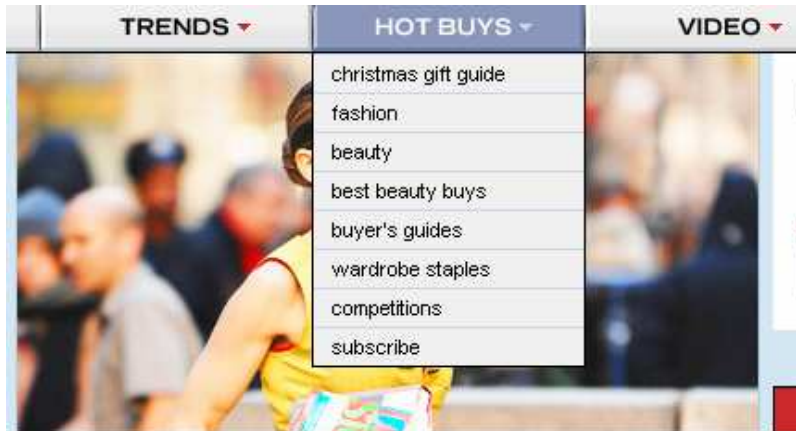 TRENDS HOT BUYS VIDEO
christmas gift guide
fashion
beauty
best beauty buys
buyer's guides
wardrobe staples
competitions
subscribe